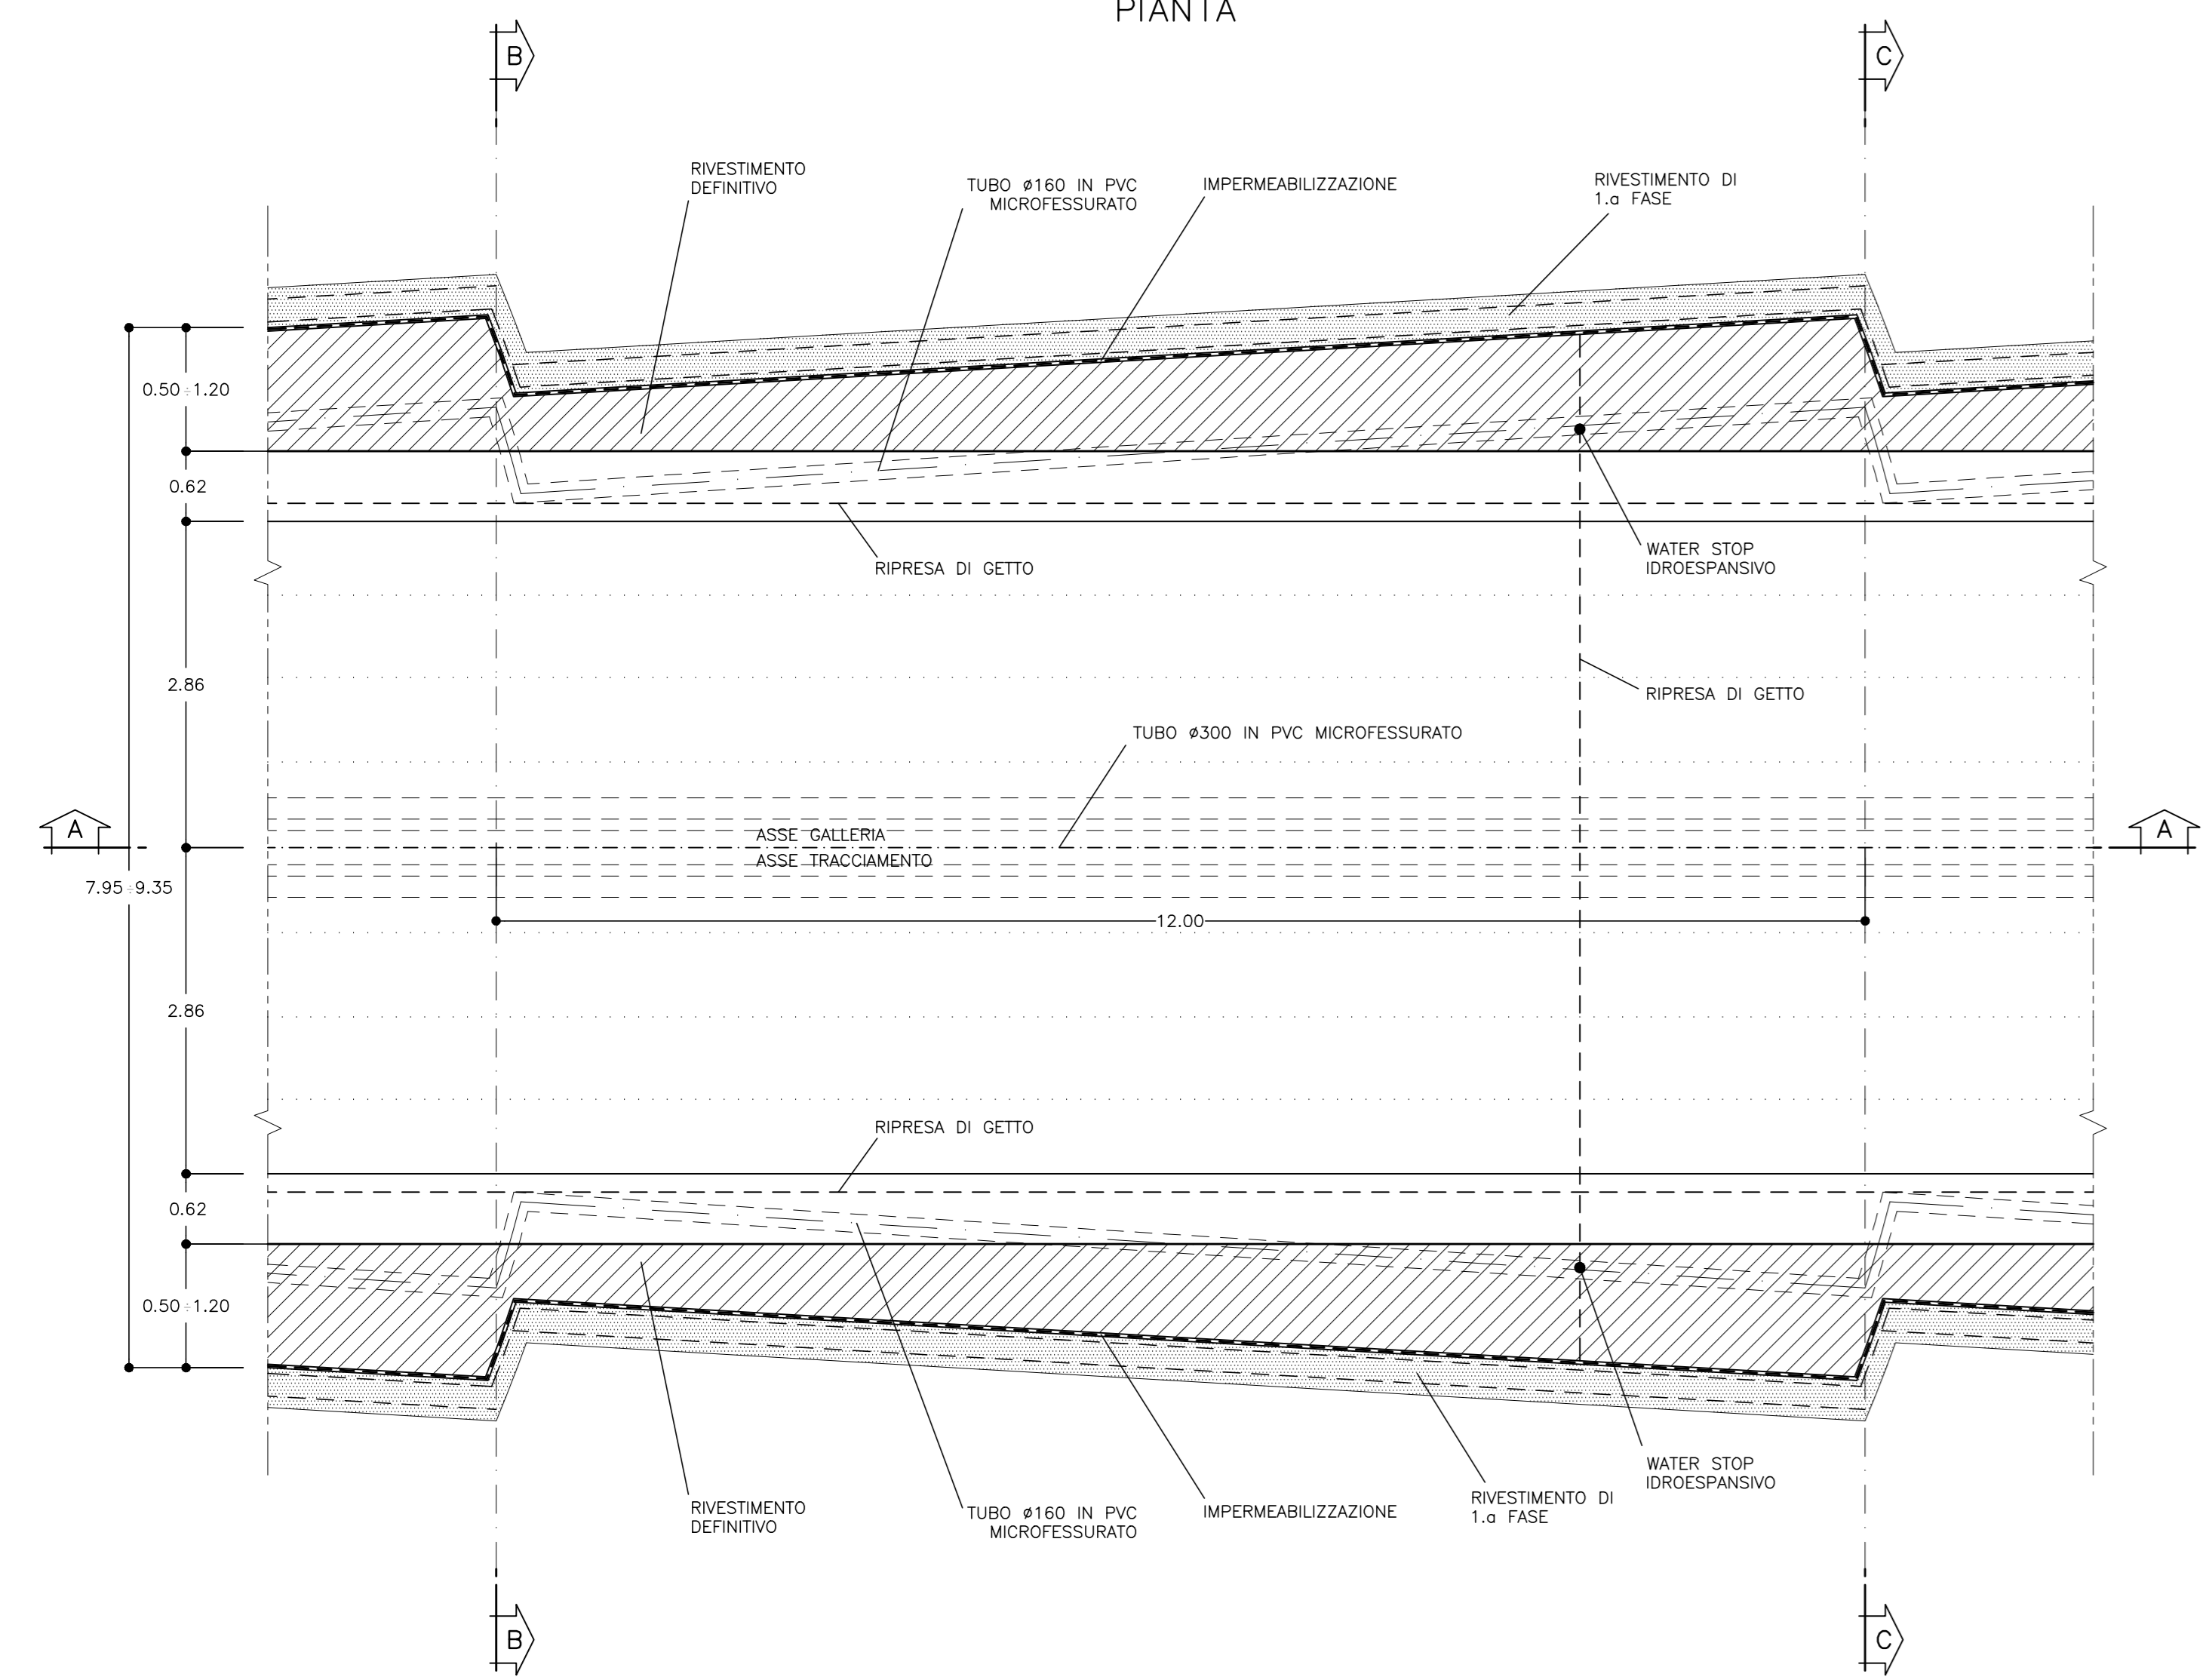 PIANTA
B
C
RIVESTIMENTO
DEFINITIVO
TUBO ø160 IN PVC
MICROFESSURATO
IMPERMEABILIZZAZIONE
RIVESTIMENTO DI
1.a FASE
0.50÷1.20
0.62
RIPRESA DI GETTO
WATER STOP
IDROESPANSIVO
2.86
RIPRESA DI GETTO
TUBO ø300 IN PVC MICROFESSURATO
A
ASSE GALLERIA
A
ASSE TRACCIAMENTO
7.95÷9.35
12.00
2.86
RIPRESA DI GETTO
0.62
0.50÷1.20
WATER STOP
IDROESPANSIVO
RIVESTIMENTO
DEFINITIVO
TUBO ø160 IN PVC
MICROFESSURATO
IMPERMEABILIZZAZIONE
RIVESTIMENTO DI
1.a FASE
B
C